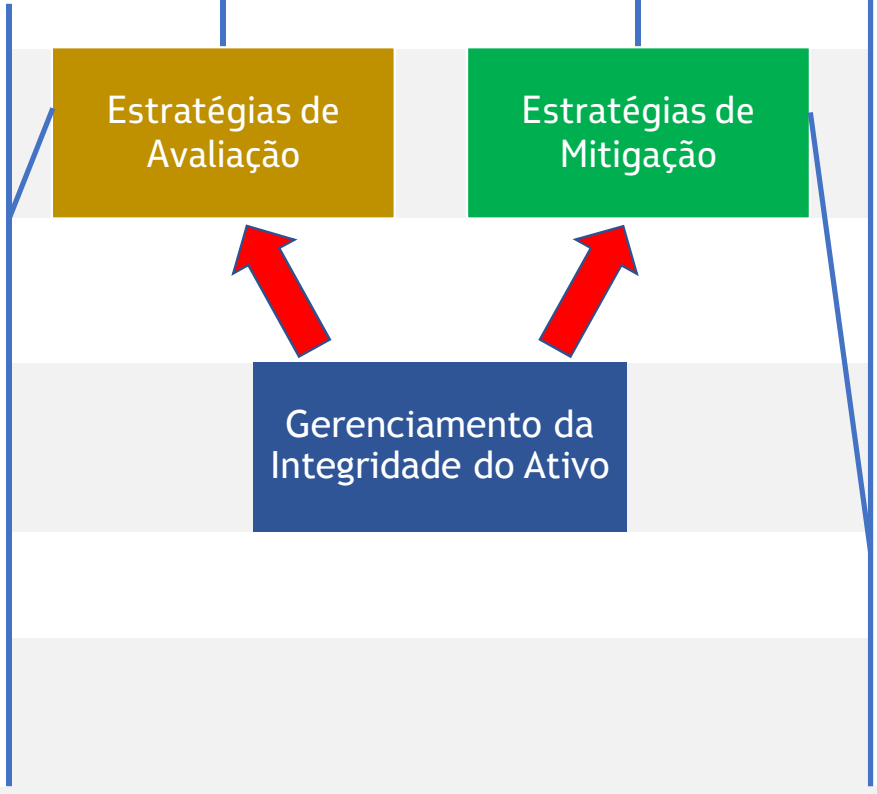 Estratégias de
Avaliação
Estratégias de
Mitigação
Gerenciamento da
Integridade do Ativo